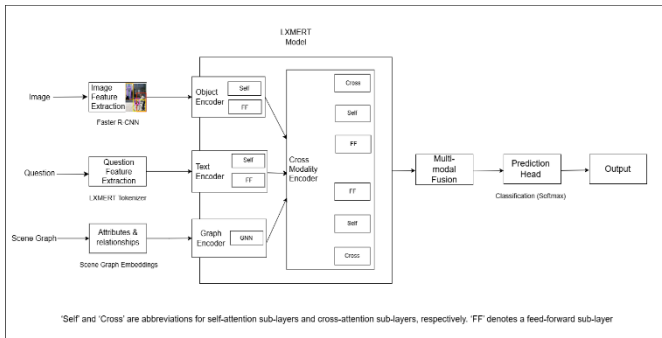 LXMERT
Model
Image
Image
Feature
Extraction
Faster R-CNN
Object
Encoder
Self
FF
Question
Question
Feature
Extraction
LXMERT Tokenizer
Text
Encoder
Self
FF
Scene Graph
Attributes &
relationships
Scene Graph Embeddings
Graph
Encoder
GNN
Cross
Modality
Encoder
Cross
Self
FF
FF
Self
Cross
Multi-
modal
Fusion
Prediction
Head
Classification (Softmax)
Output
'Self' and 'Cross' are abbreviations for self-attention sub-layers and cross-attention sub-layers, respectively. 'FF' denotes a feed-forward sub-layer